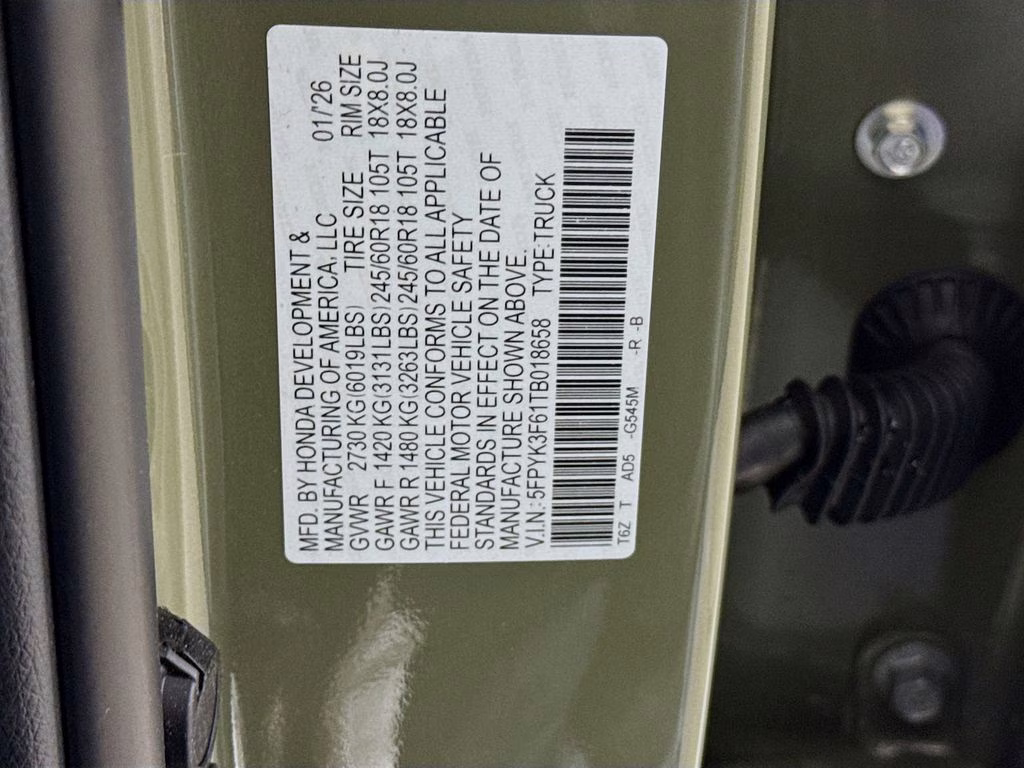 MFD. BY HONDA DEVELOPMENT &
MANUFACTURING OF AMERICA, LLC 01/'26
GVWR 2730 KG(6019LBS) TIRE SIZE RIM SIZE
GAWR F 1420 KG(3131LBS)245/60R18 105T 18X8.0J
GAWR R 1480 KG(3263LBS)245/60R18 105T 18X8.0J
THIS VEHICLE CONFORMS TO ALL APPLICABLE
FEDERAL MOTOR VEHICLE SAFETY
STANDARDS IN EFFECT ON THE DATE OF
MANUFACTURE SHOWN ABOVE.
V.I.N.: 5FPYK3F61TB018658 TYPE:TRUCK
T6Z T AD5 -G545M -R -B